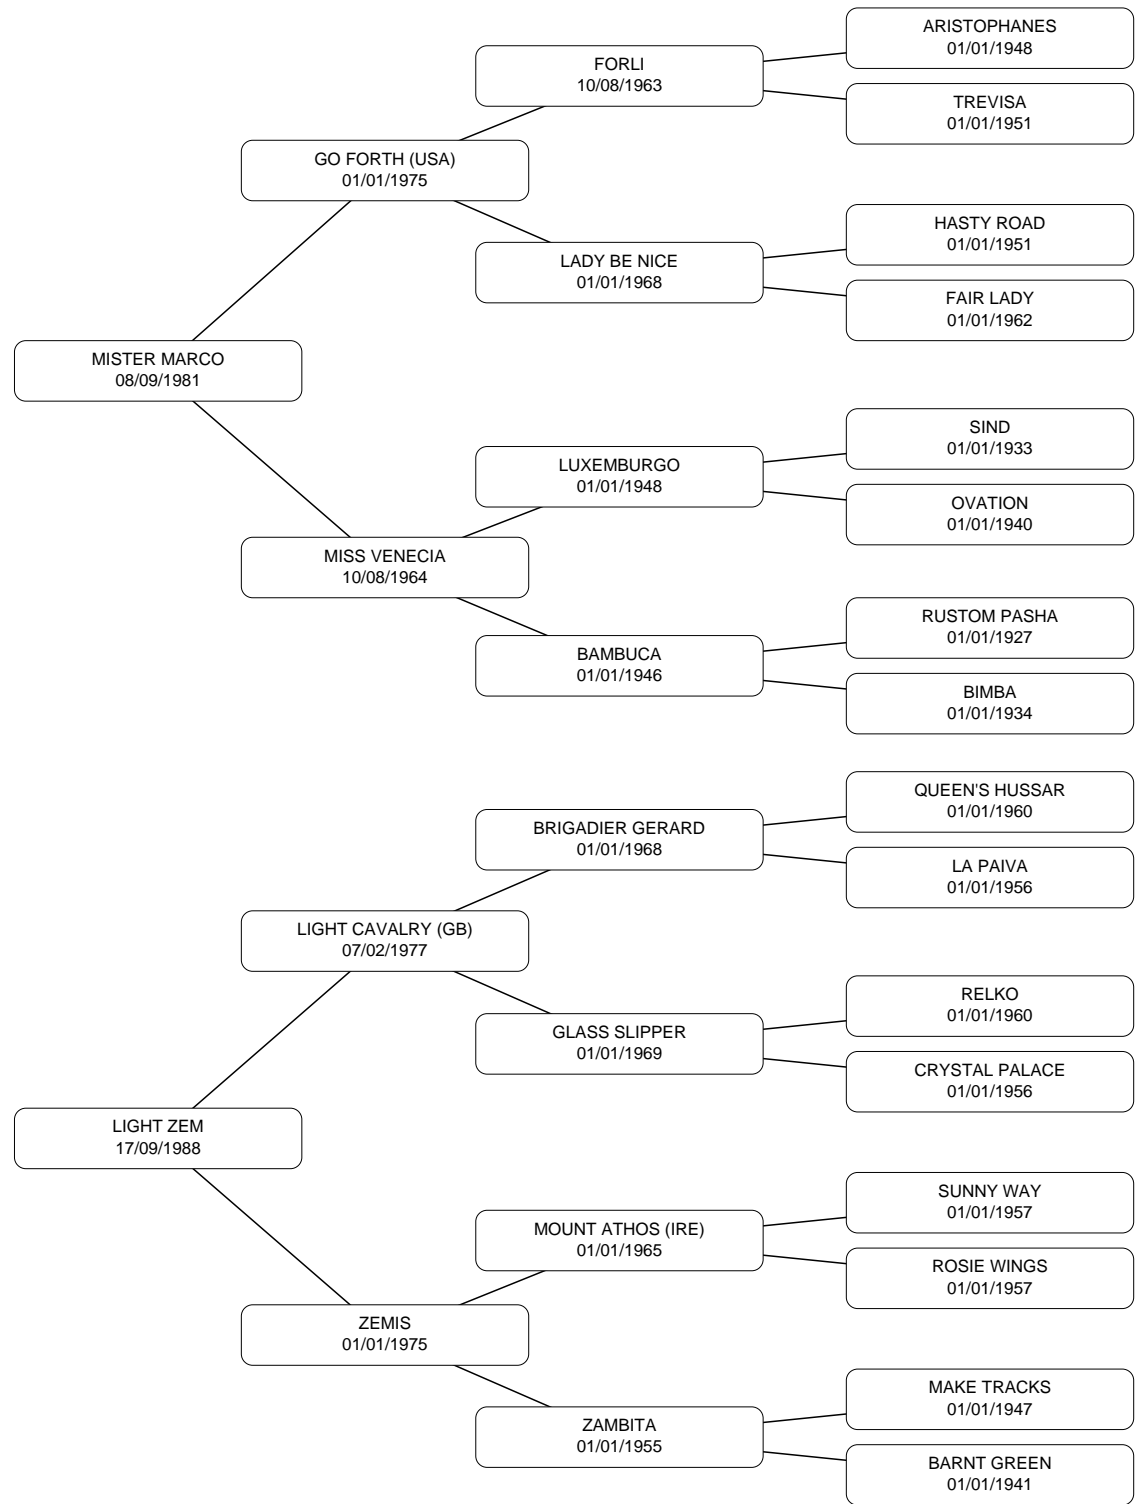 ARISTOPHANES
01/01/1948
FORLI
10/08/1963
TREVISA
01/01/1951
GO FORTH (USA)
01/01/1975
HASTY ROAD
01/01/1951
LADY BE NICE
01/01/1968
FAIR LADY
01/01/1962
MISTER MARCO
08/09/1981
SIND
01/01/1933
LUXEMBURGO
01/01/1948
OVATION
01/01/1940
MISS VENECIA
10/08/1964
RUSTOM PASHA
01/01/1927
BAMBUCA
01/01/1946
BIMBA
01/01/1934
QUEEN'S HUSSAR
01/01/1960
BRIGADIER GERARD
01/01/1968
LA PAIVA
01/01/1956
LIGHT CAVALRY (GB)
07/02/1977
RELKO
01/01/1960
GLASS SLIPPER
01/01/1969
CRYSTAL PALACE
01/01/1956
LIGHT ZEM
17/09/1988
SUNNY WAY
01/01/1957
MOUNT ATHOS (IRE)
01/01/1965
ROSIE WINGS
01/01/1957
ZEMIS
01/01/1975
MAKE TRACKS
01/01/1947
ZAMBITA
01/01/1955
BARNT GREEN
01/01/1941